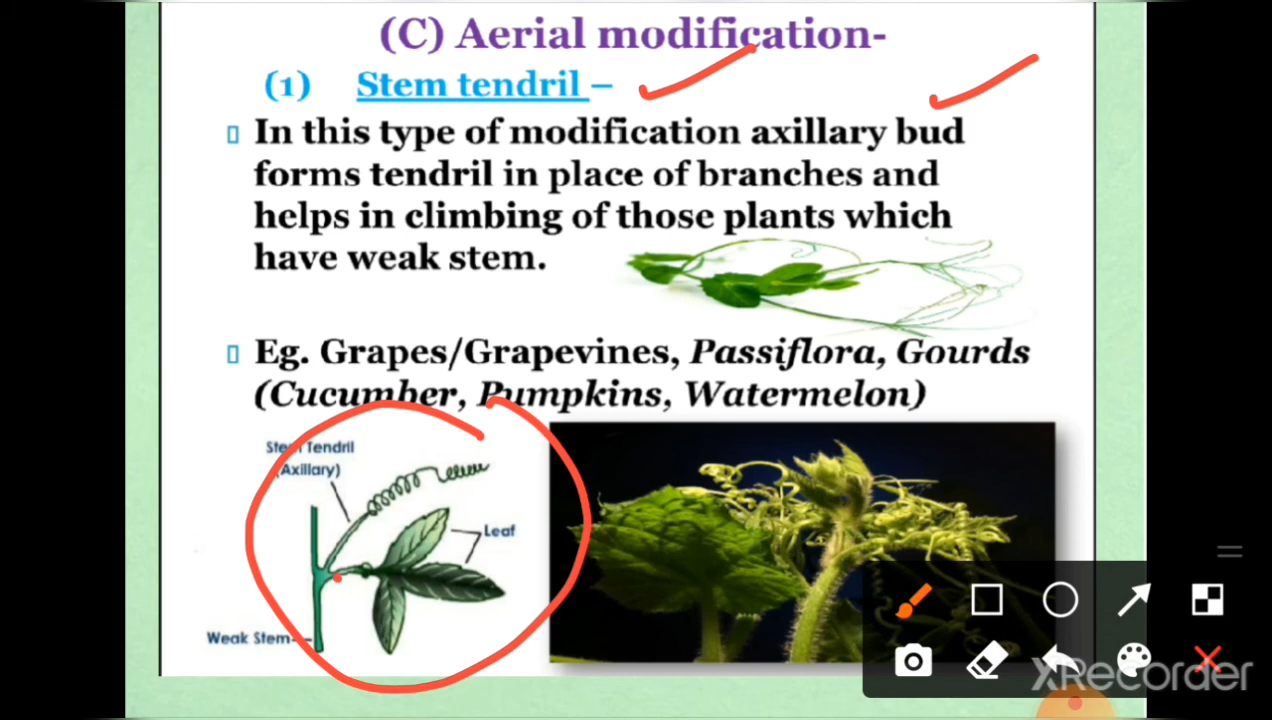 (C) Aerial modification-
(1) Stem tendril –
In this type of modification axillary bud
forms tendril in place of branches and
helps in climbing of those plants which
have weak stem.
Eg. Grapes/Grapevines, Passiflora, Gourds
(Cucumber, Pumpkins, Watermelon)
Stem Tendril
(Axillary)
Leaf
Weak Stem
XRecorder